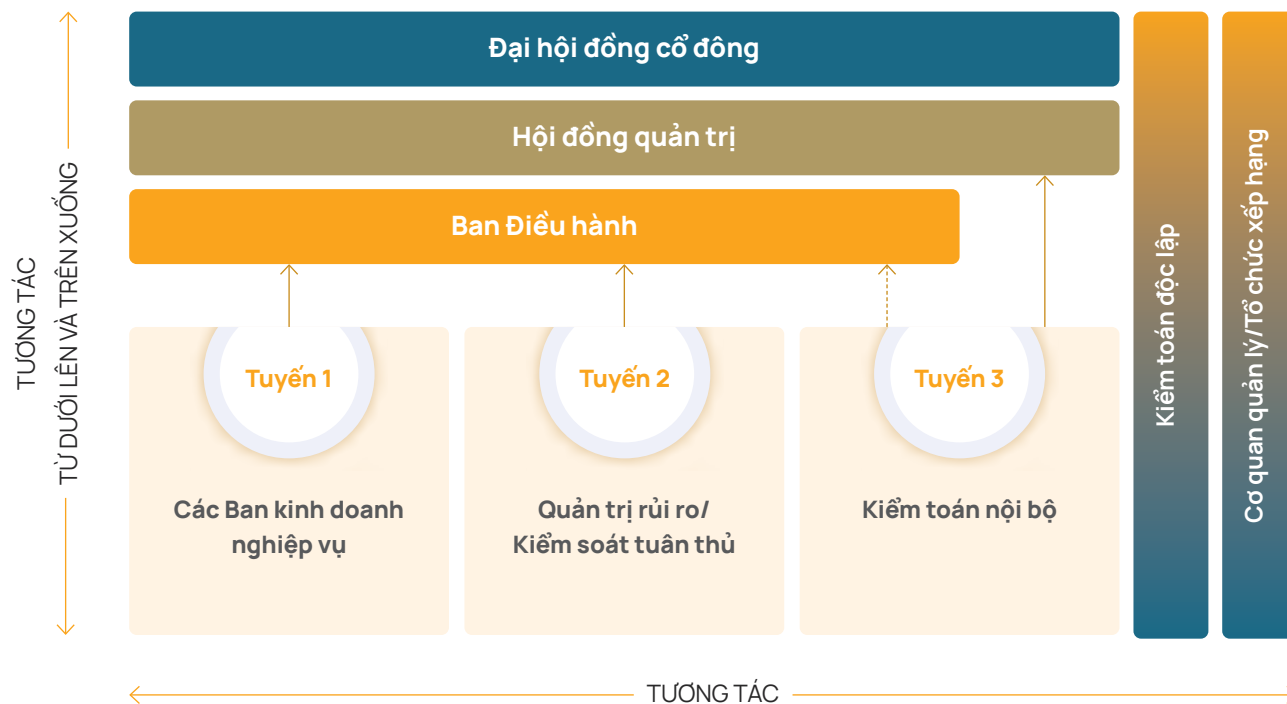 Đại hội đồng cổ đông
Hội đồng quản trị
Ban Điều hành
TƯƠNG TÁC
TỪ DƯỚI LÊN VÀ TRÊN XUỐNG
Tuyến 1
Các Ban kinh doanh
nghiệp vụ
Tuyến 2
Quản trị rủi ro/
Kiểm soát tuân thủ
Tuyến 3
Kiểm toán nội bộ
Kiểm toán độc lập
Cơ quan quản lý/Tổ chức xếp hạng
TƯƠNG TÁC